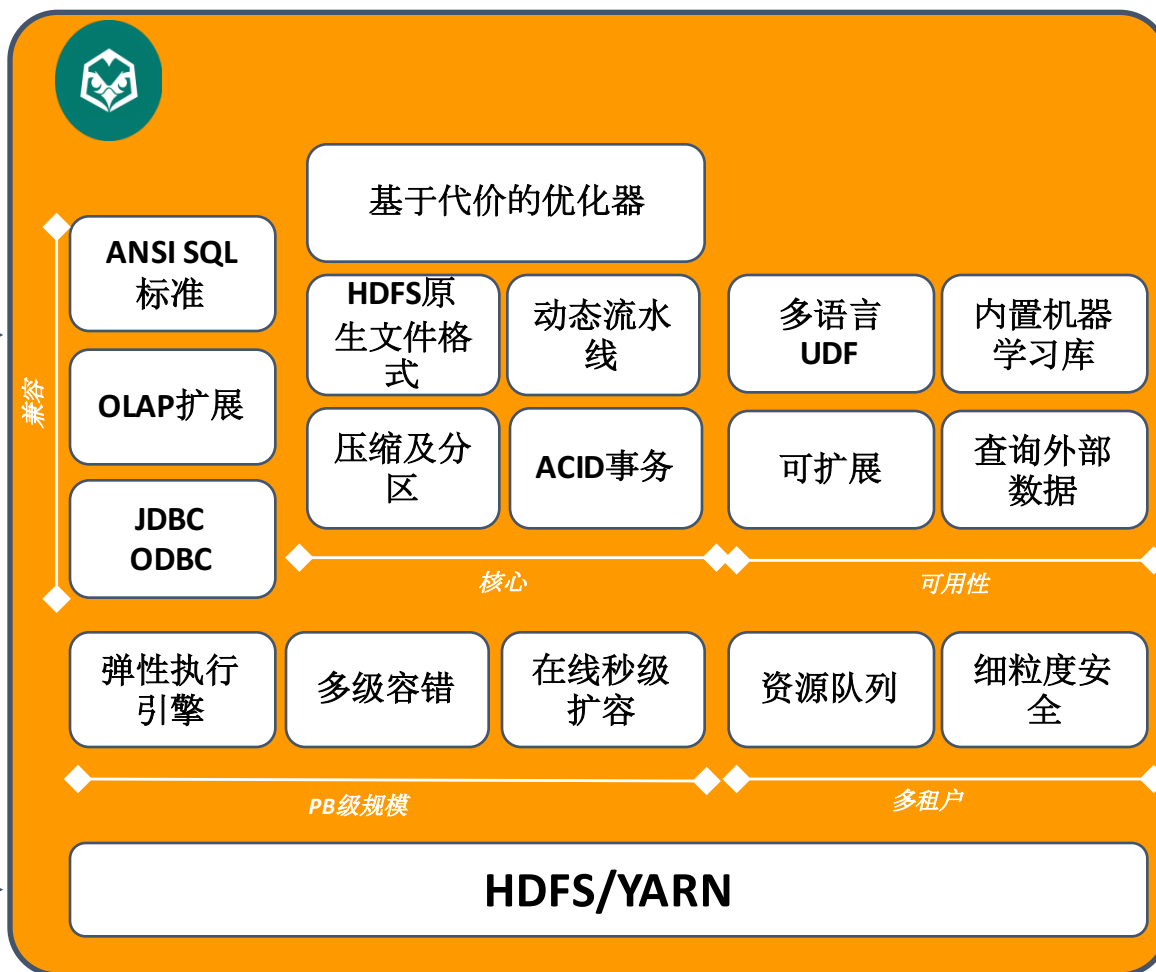 基于代价的优化器
ANSI SQL
标准
HDFS原
生文件格
式
动态流水
线
多语言
UDF
内置机器
学习库
兼容
OLAP扩展
压缩及分
区
ACID事务
可扩展
查询外部
数据
JDBC
ODBC
核心
可用性
弹性执行
引擎
多级容错
在线秒级
扩容
资源队列
细粒度安
全
PB级规模
多租户
HDFS/YARN